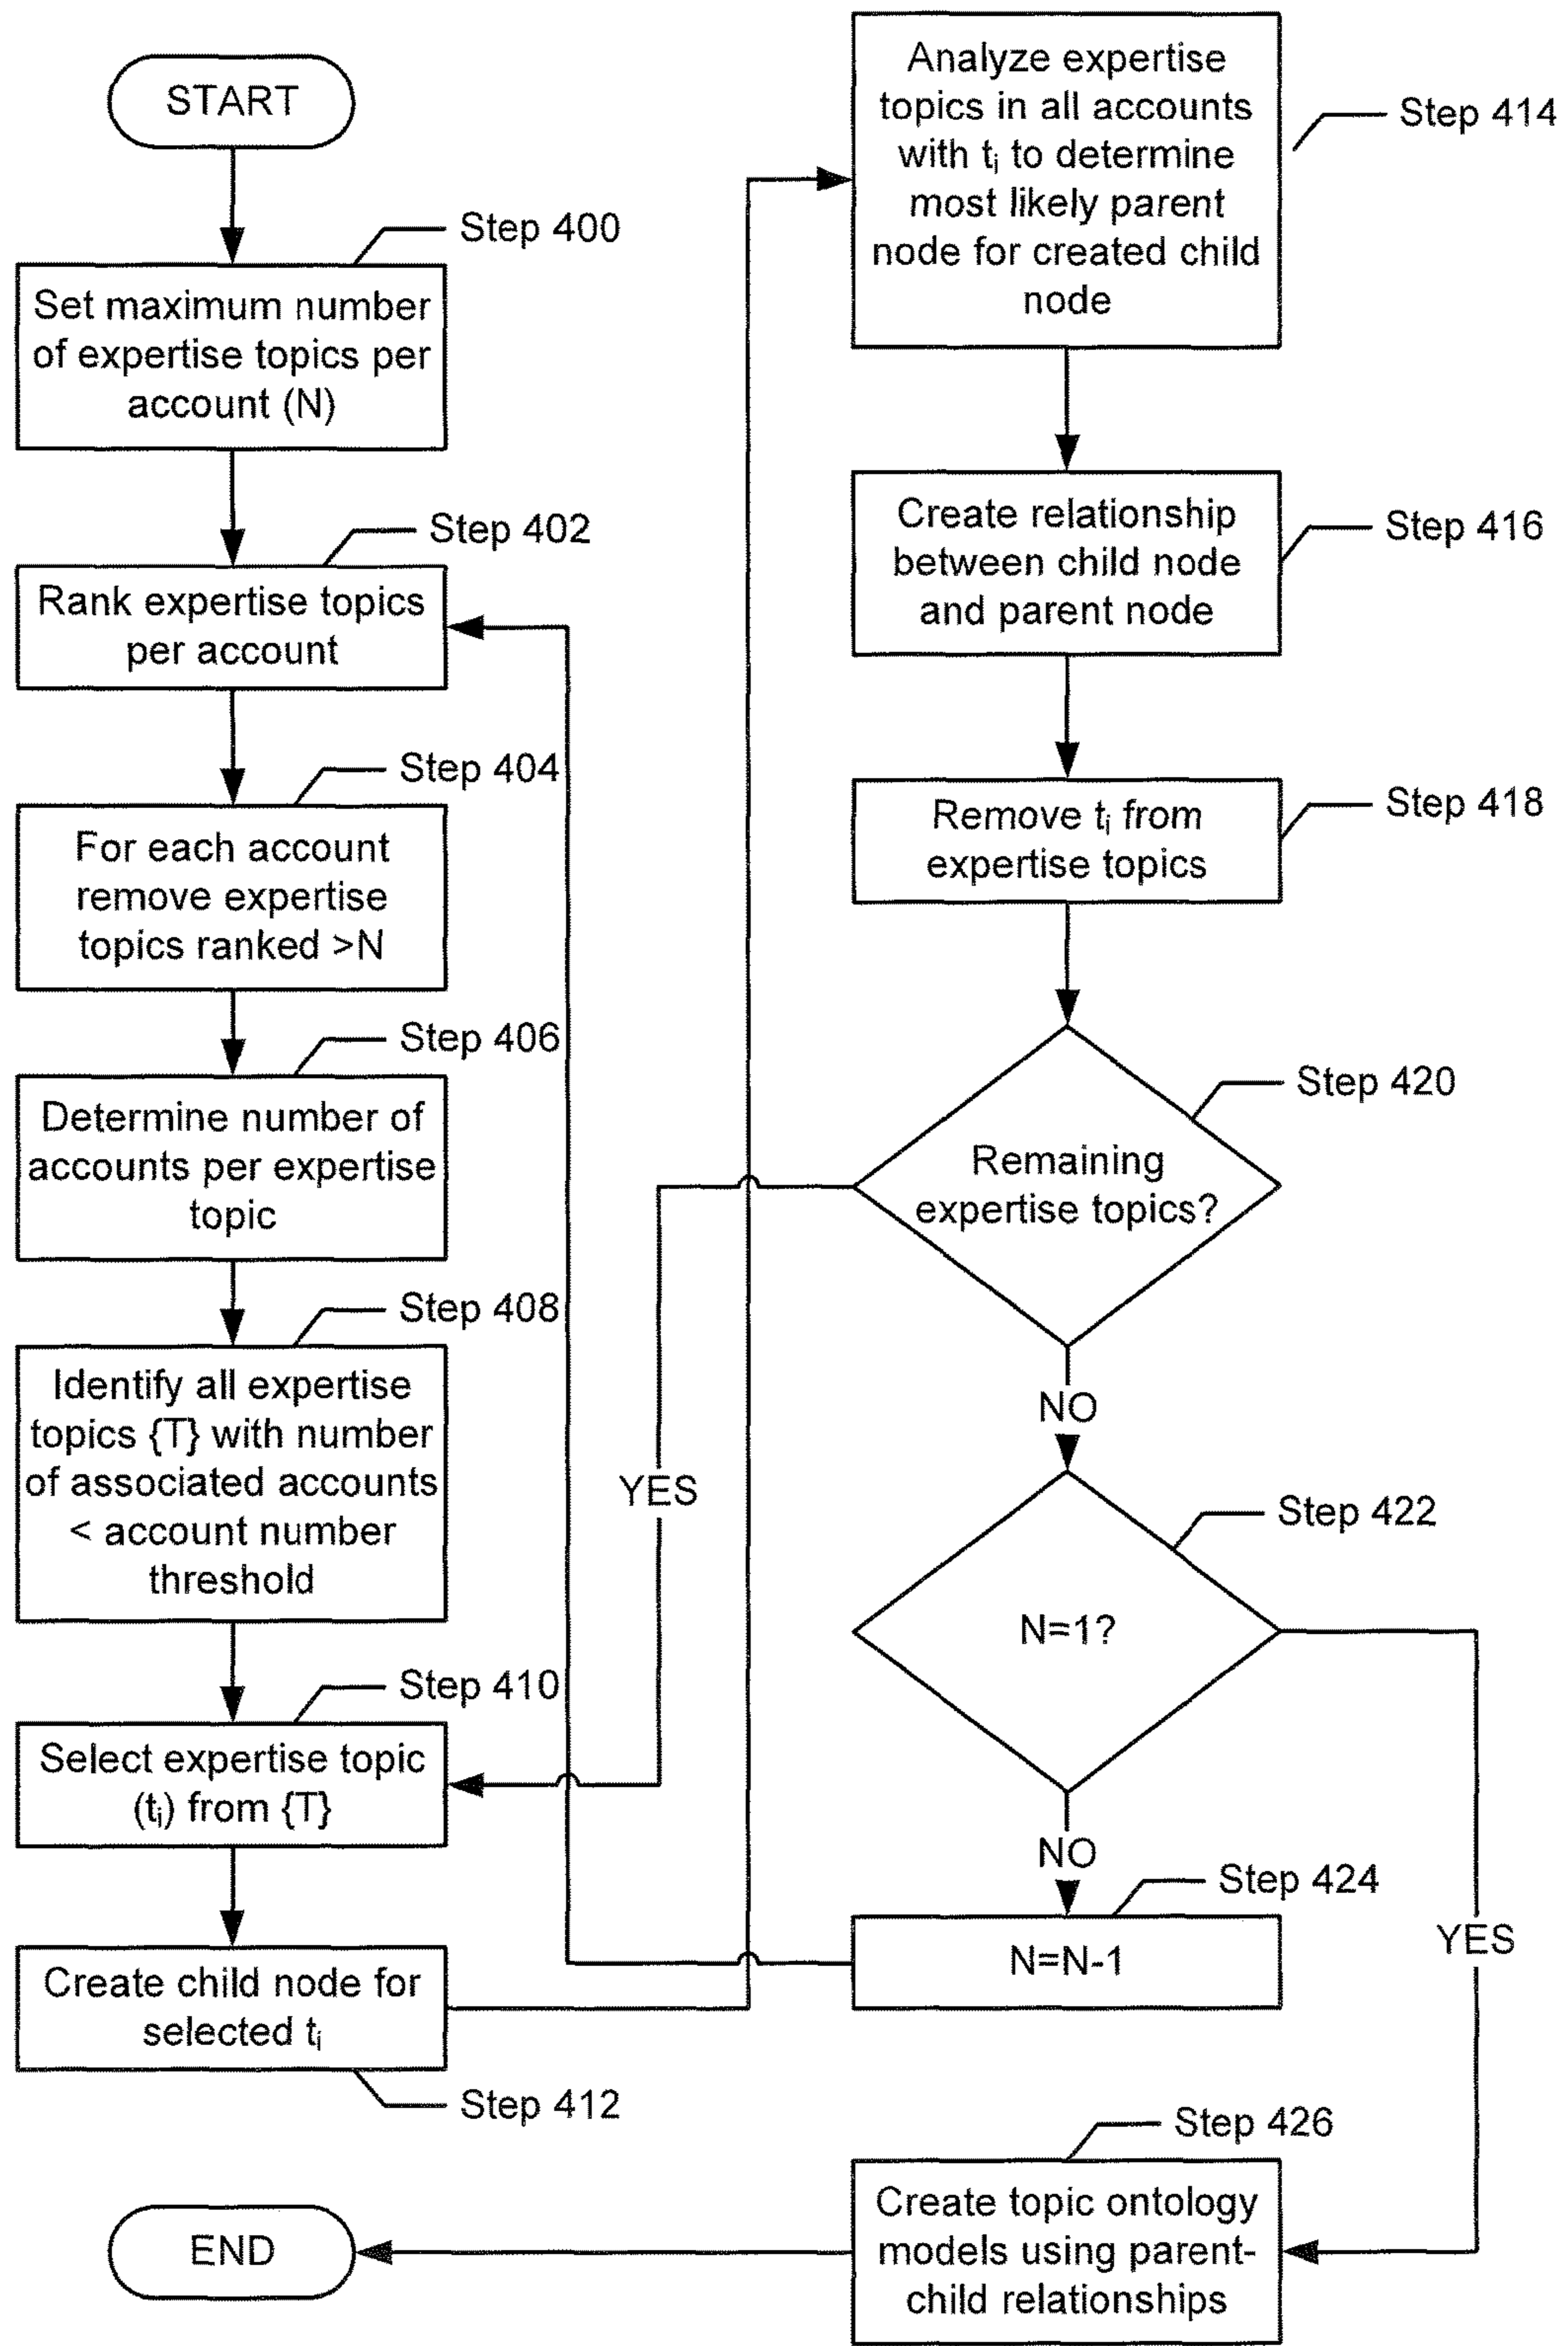 START
Step 400
Set maximum number
of expertise topics per
account (N)
Step 402
Rank expertise topics
per account
Step 404
For each account
remove expertise
topics ranked >N
Step 406
Determine number of
accounts per expertise
topic
Step 408
Identify all expertise
topics {T} with number
of associated accounts
< account number
threshold
Step 410
Select expertise topic
(tᵢ) from {T}
Create child node for
selected tᵢ
Step 412
Analyze expertise
topics in all accounts
with tᵢ to determine
most likely parent
node for created child
node
Step 414
Create relationship
between child node
and parent node
Step 416
Remove tᵢ from
expertise topics
Step 418
Step 420
Remaining
expertise topics?
YES
NO
Step 422
N=1?
NO
YES
Step 424
N=N-1
Step 426
Create topic ontology
models using parent-
child relationships
END